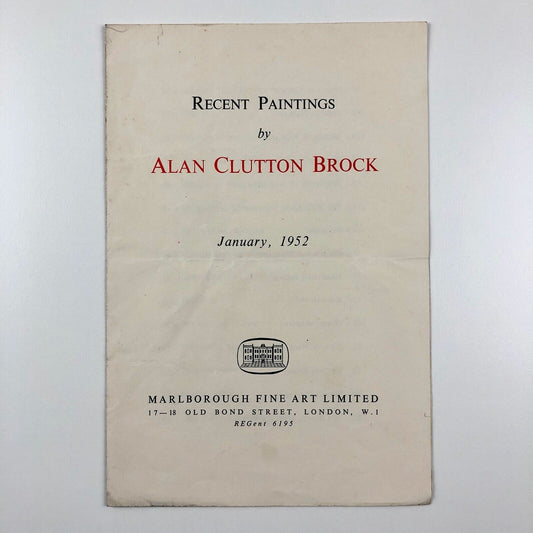 RECENT PAINTINGS
by
ALAN CLUTTON BROCK
January, 1952
MARLBOROUGH FINE ART LIMITED
17—18 OLD BOND STREET, LONDON, W.1
REGent 6195